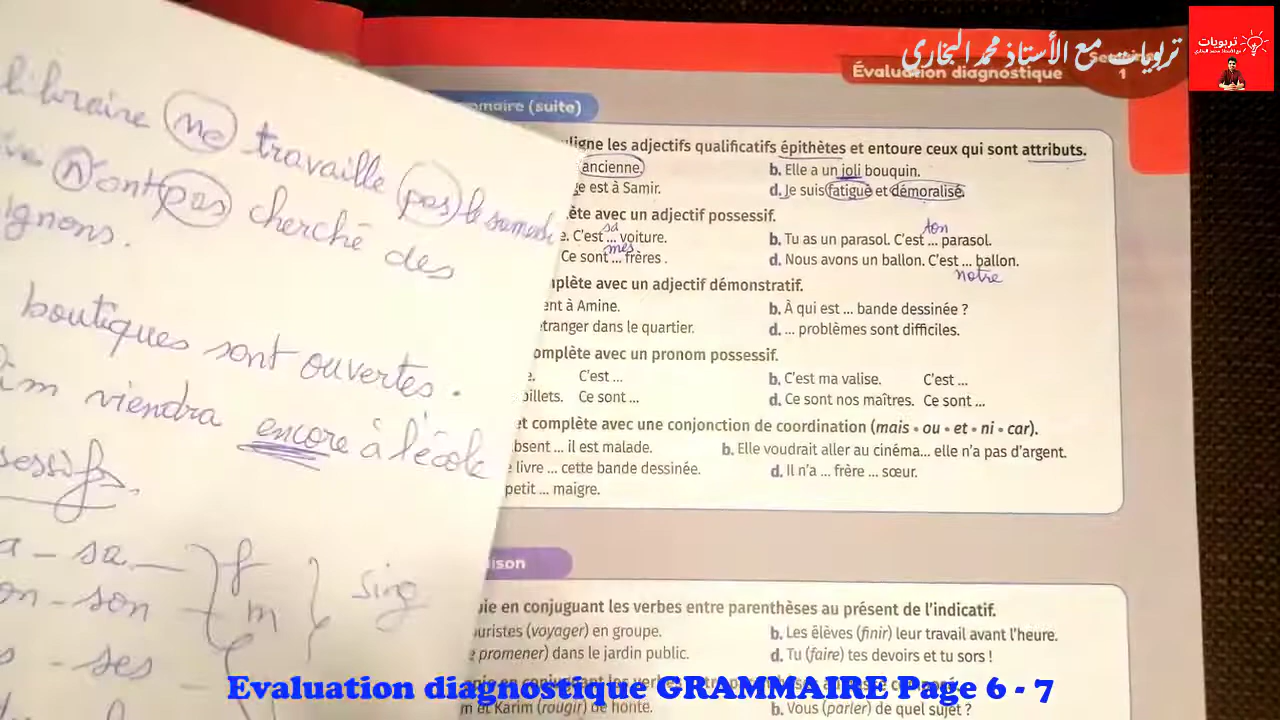 تربويات مع الأستاذ محمد البخاري
تربويات
Évaluation diagnostique
1
libraire ne travaille pas le samedi
n'ont pas cherché des
ignons.
boutiques sont ouvertes.
im viendra encore à l'école
sessifs.
a - sa - } f } sing
on - son - m
s - ses -
maire (suite)
ligne les adjectifs qualificatifs épithètes et entoure ceux qui sont attributs.
ancienne.
b. Elle a un joli bouquin.
ge est à Samir.
d. Je suis fatigué et démoralisé.
ète avec un adjectif possessif.
sa
ton
e. C'est ... voiture.
b. Tu as un parasol. C'est ... parasol.
mes
Ce sont ... frères .
d. Nous avons un ballon. C'est ... ballon.
notre
plète avec un adjectif démonstratif.
ent à Amine.
b. À qui est ... bande dessinée ?
étranger dans le quartier.
d. ... problèmes sont difficiles.
omplète avec un pronom possessif.
e. C'est ...
b. C'est ma valise. C'est ...
billets. Ce sont ...
d. Ce sont nos maîtres. Ce sont ...
et complète avec une conjonction de coordination (mais • ou • et • ni • car).
bsent ... il est malade.
b. Elle voudrait aller au cinéma... elle n'a pas d'argent.
e livre ... cette bande dessinée.
d. Il n'a ... frère ... sœur.
petit ... maigre.
ison
ie en conjuguant les verbes entre parenthèses au présent de l'indicatif.
uristes (voyager) en groupe.
b. Les élèves (finir) leur travail avant l'heure.
e promener) dans le jardin public.
d. Tu (faire) tes devoirs et tu sors !
Evaluation diagnostique GRAMMAIRE Page 6 - 7
m et Karim (rougir) de honte.
b. Vous (parler) de quel sujet ?